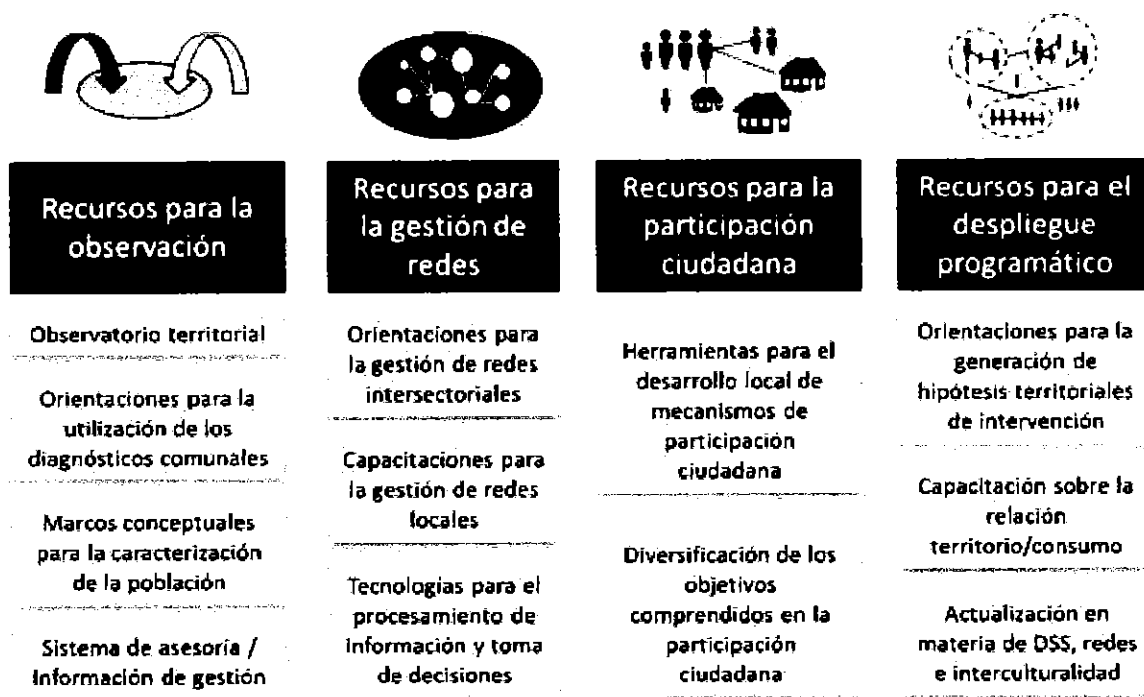 Recursos para la
observación
Observatorio territorial
Orientaciones para la
utilización de los
diagnósticos comunales
Marcos conceptuales
para la caracterización
de la población
Sistema de asesoría /
Información de gestión
Recursos para
la gestión de
redes
Orientaciones para
la gestión de redes
intersectoriales
Capacitaciones para
la gestión de redes
locales
Tecnologías para el
procesamiento de
información y toma
de decisiones
Recursos para la
participación
ciudadana
Herramientas para el
desarrollo local de
mecanismos de
participación
ciudadana
Diversificación de los
objetivos
comprendidos en la
participación
ciudadana
Recursos para el
despliegue
programático
Orientaciones para la
generación de
hipótesis territoriales
de intervención
Capacitación sobre la
relación
territorio/consumo
Actualización en
materia de DSS, redes
e interculturalidad